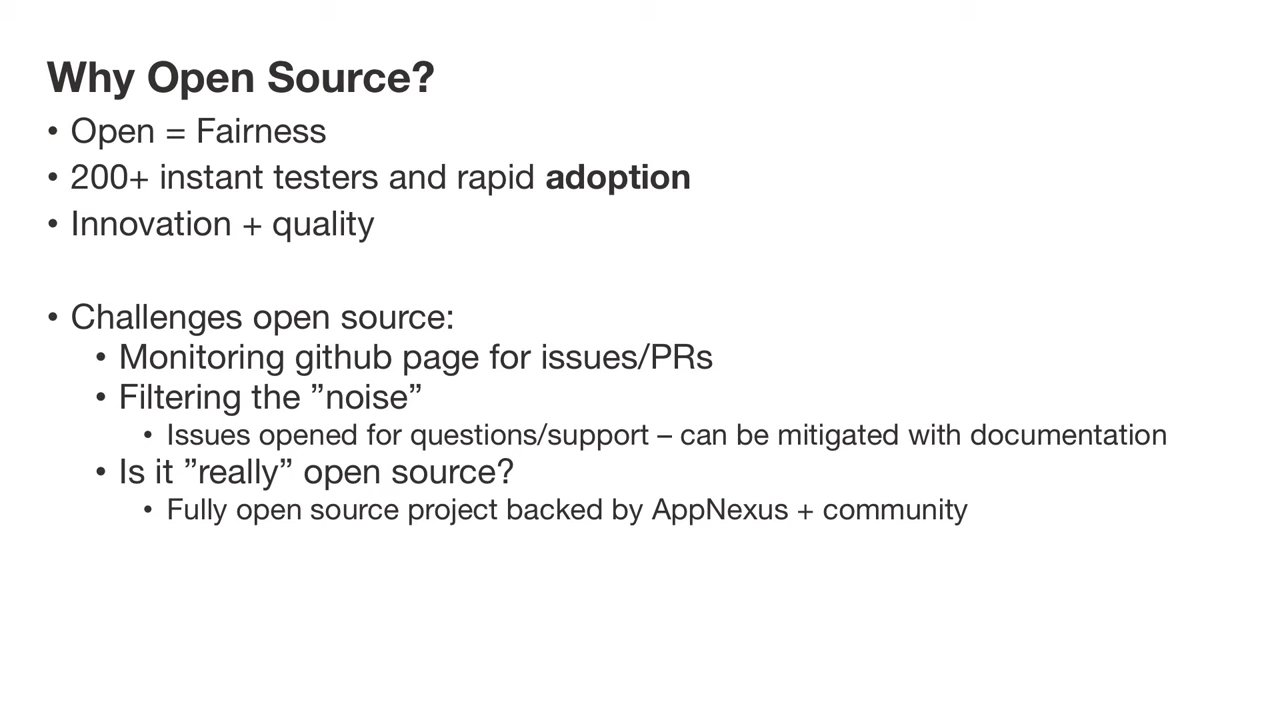 Why Open Source?
• Open = Fairness
• 200+ instant testers and rapid adoption
• Innovation + quality
• Challenges open source:
• Monitoring github page for issues/PRs
• Filtering the ”noise”
• Issues opened for questions/support – can be mitigated with documentation
• Is it ”really” open source?
• Fully open source project backed by AppNexus + community